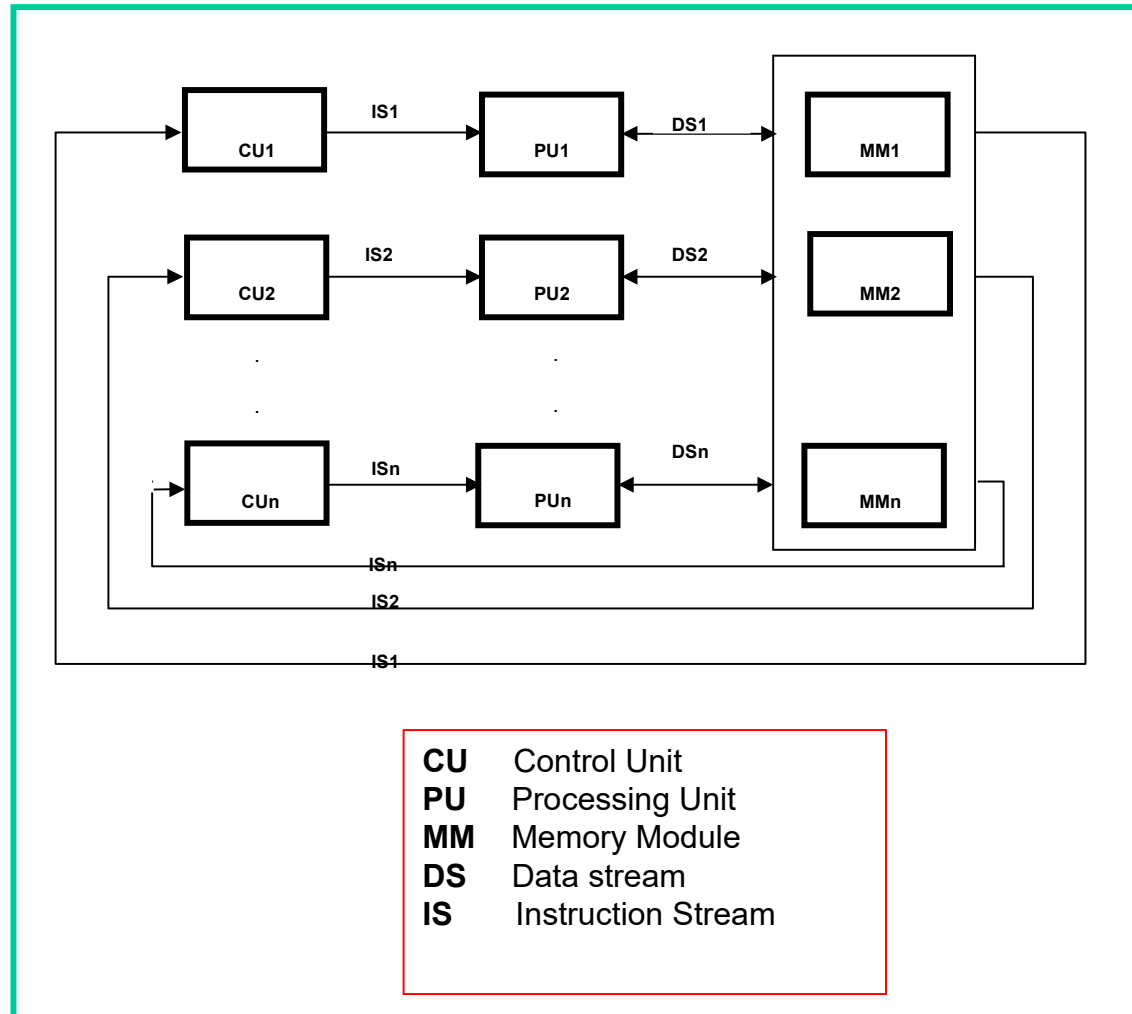 IS1 DS1
CU1 PU1 MM1
IS2 DS2
CU2 PU2 MM2
. .
. .
ISn DSn
CUn PUn MMn
ISn
IS2
IS1
CU Control Unit
PU Processing Unit
MM Memory Module
DS Data stream
IS Instruction Stream